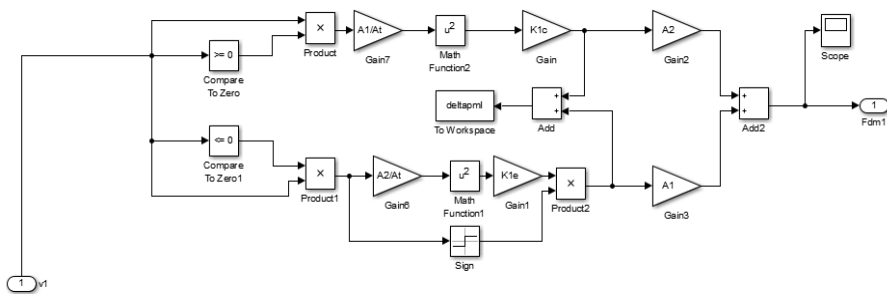 >= 0
Compare
To Zero
×
Product
A1/At
Gain7
u²
Math
Function2
K1c
Gain
A2
Gain2
Scope
deltapml
To Workspace
+
+
Add
+
+
Add2
1
Fdm1
<= 0
Compare
To Zero1
×
Product1
A2/At
Gain6
u²
Math
Function1
K1e
Gain1
×
Product2
A1
Gain3
Sign
1
v1